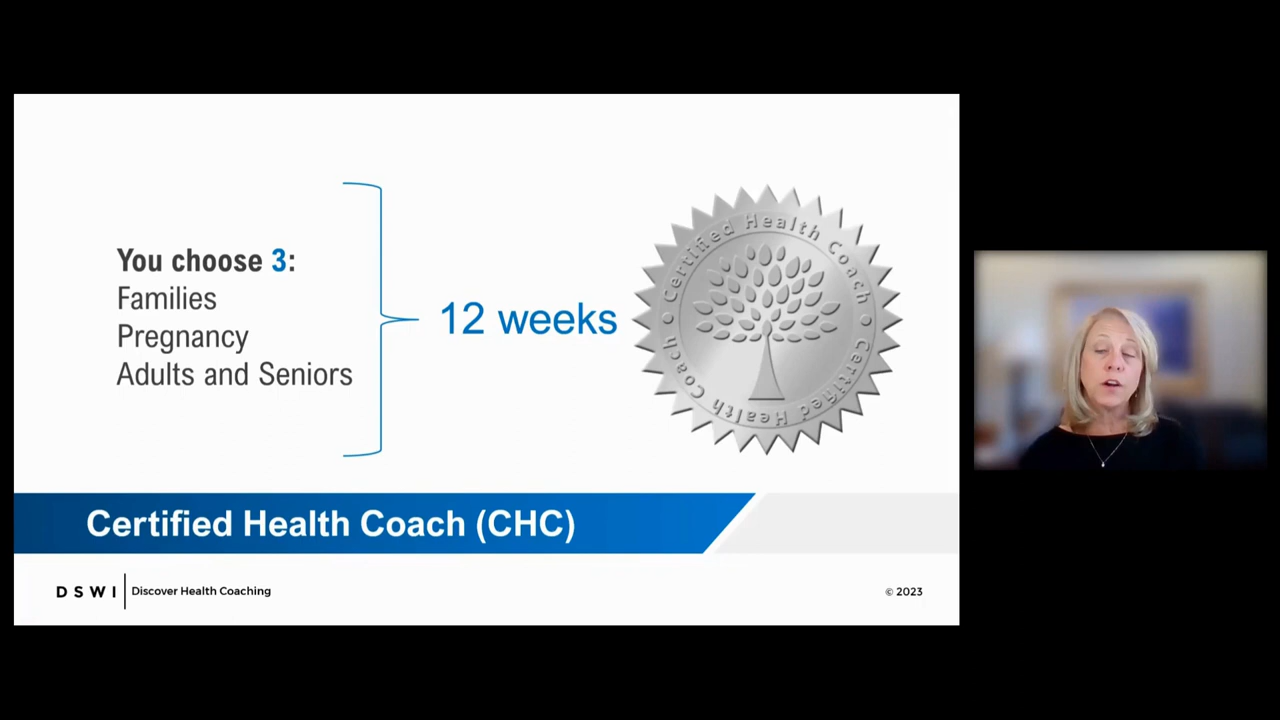 You choose 3:
Families
Pregnancy
Adults and Seniors
12 weeks
Certified Health Coach
Certified Health Coach
Certified Health Coach (CHC)
DSWI
Discover Health Coaching
© 2023